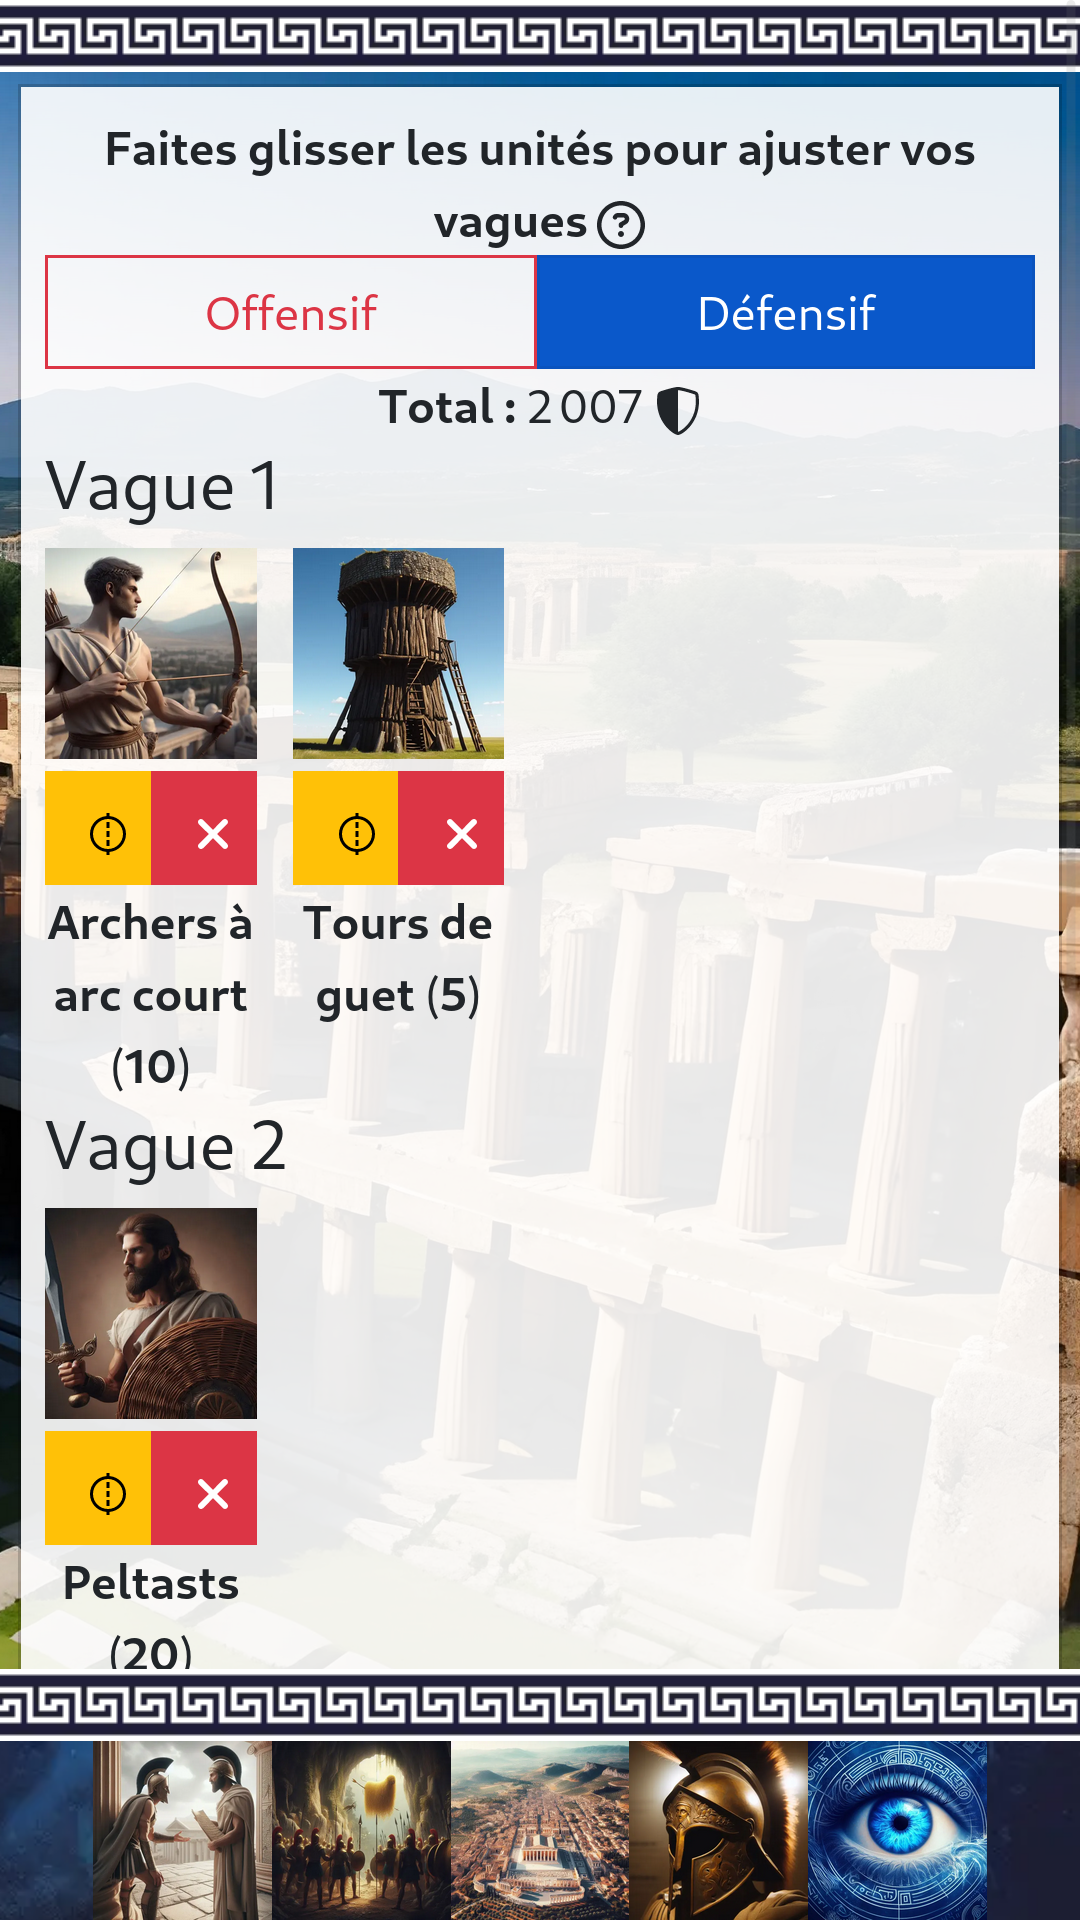 Faites glisser les unités pour ajuster vos
vagues ?
Offensif
Défensif
Total : 2 007
Vague 1
Archers à
arc court
(10)
Tours de
guet (5)
Vague 2
Peltasts
(20)